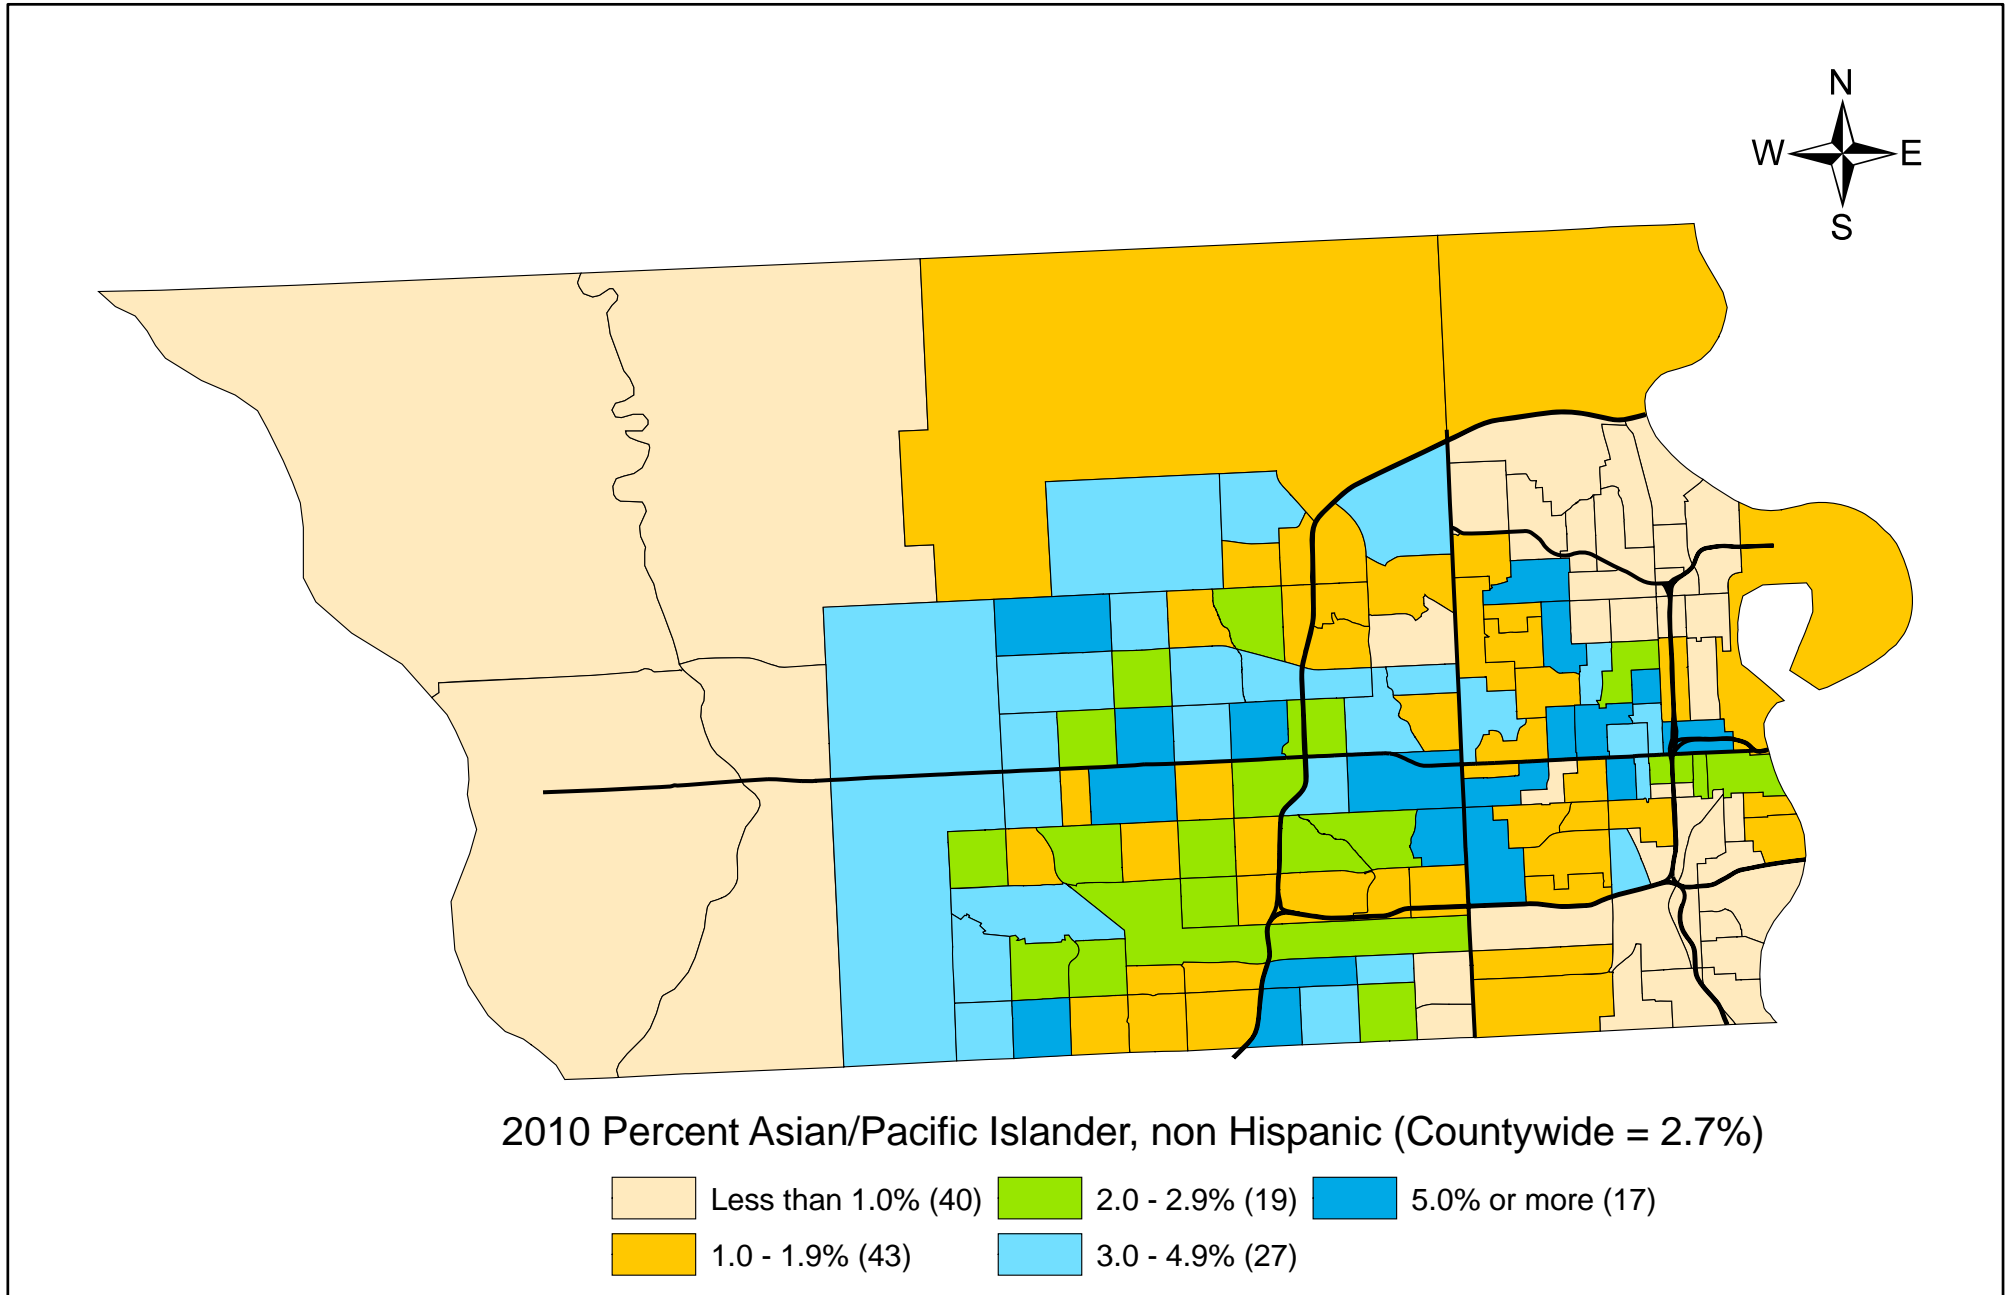 N
W E
S
2010 Percent Asian/Pacific Islander, non Hispanic (Countywide = 2.7%)
Less than 1.0% (40) 2.0 - 2.9% (19) 5.0% or more (17)
1.0 - 1.9% (43) 3.0 - 4.9% (27)